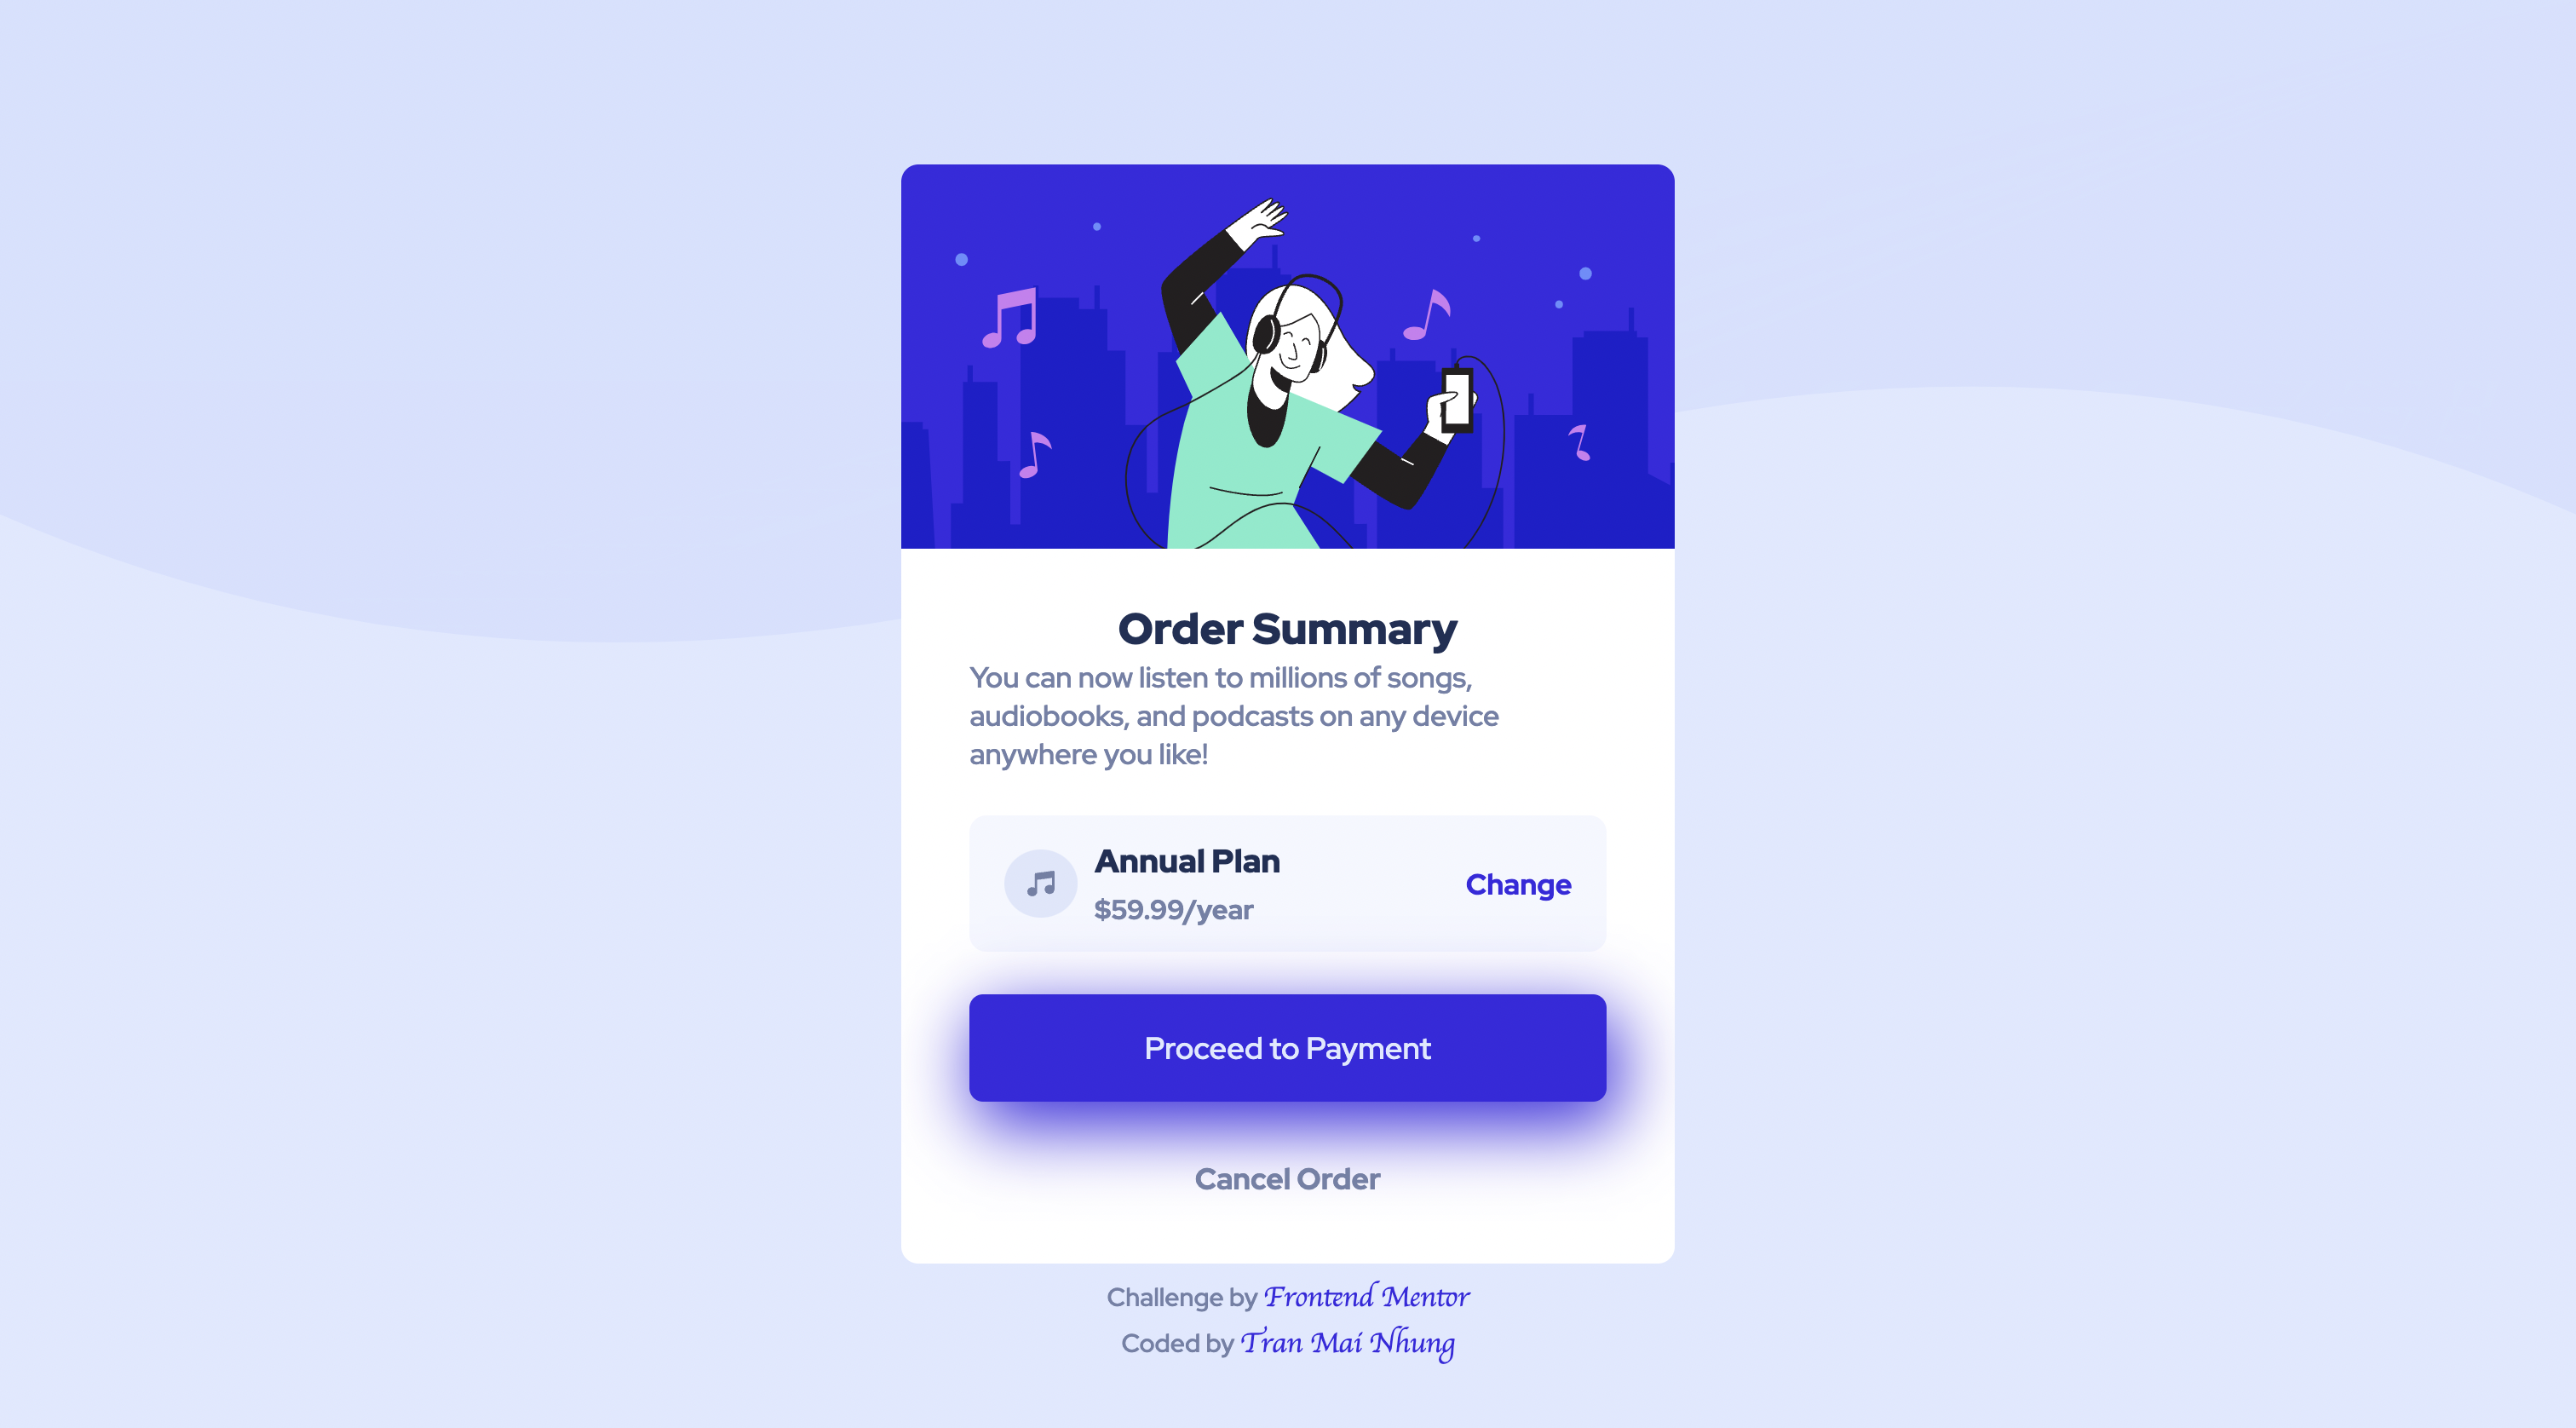 Order Summary
You can now listen to millions of songs,
audiobooks, and podcasts on any device
anywhere you like!
Annual Plan
$59.99/year
Change
Proceed to Payment
Cancel Order
Challenge by Frontend Mentor
Coded by Tran Mai Nhung